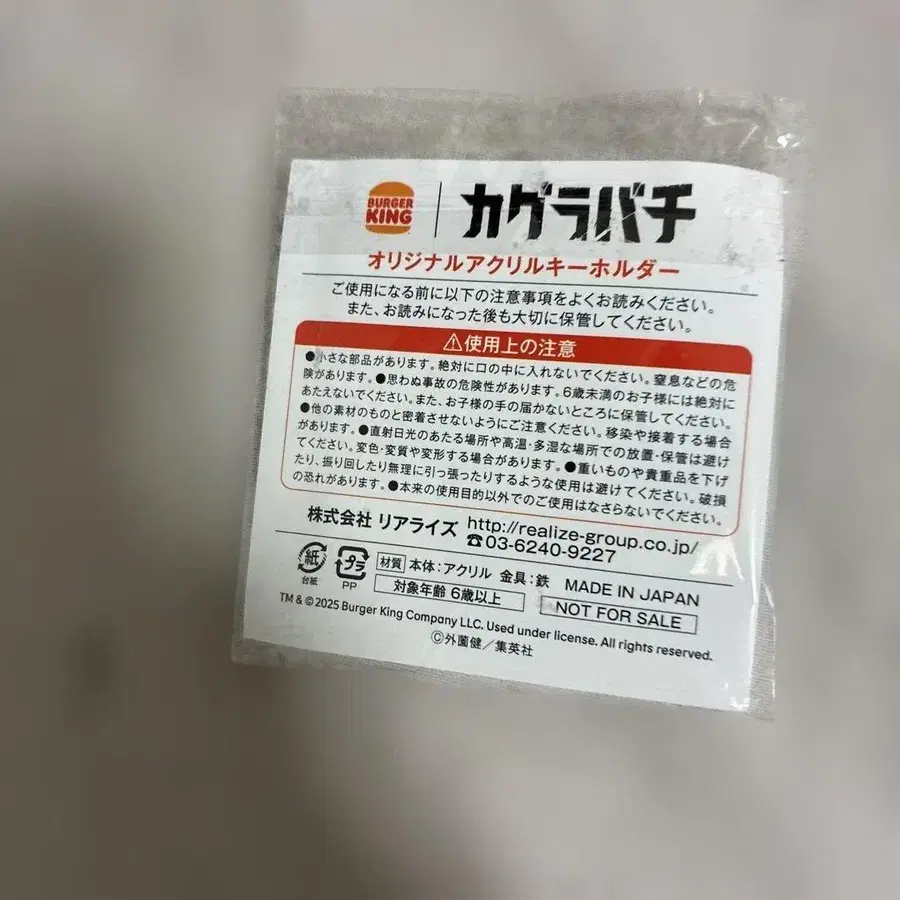 BURGER
KING
カグラバチ
オリジナルアクリルキーホルダー
ご使用になる前に以下の注意事項をよくお読みください。
また、お読みになった後も大切に保管してください。
⚠使用上の注意
●小さな部品があります。絶対に口の中に入れないでください。窒息などの危
険があります。●思わぬ事故の危険性があります。6歳未満のお子様には絶対に
あたえないでください。また、お子様の手の届かないところに保管してください。
●他の素材のものと密着させないようにご注意ください。移染や接着する場合
があります。●直射日光のあたる場所や高温・多湿な場所での放置・保管は避け
てください。変色・変質や変形する場合があります。●重いものや貴重品を下げ
たり、振り回したり無理に引っ張ったりするような使用は避けてください。破損
の恐れがあります。●本来の使用目的以外でのご使用はなさらないでください。
株式会社 リアライズ http://realize-group.co.jp/
☎03-6240-9227
紙
台紙
プラ
PP
材質 本体:アクリル 金具:鉄 MADE IN JAPAN
対象年齢 6歳以上 NOT FOR SALE
TM & © 2025 Burger King Company LLC. Used under license. All rights reserved.
©外薗健/集英社